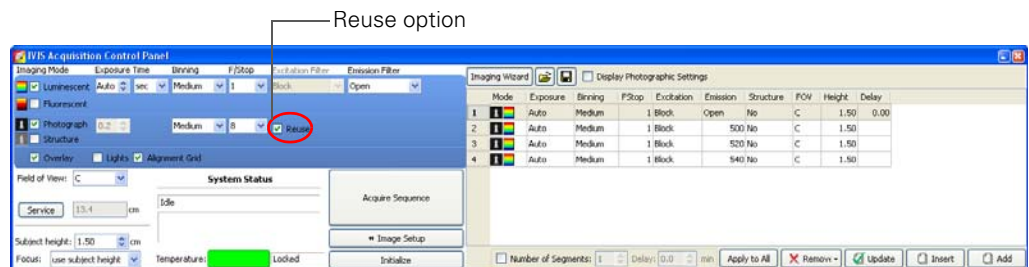 Reuse option
IVIS Acquisition Control Panel
Imaging Mode Exposure Time Binning F/Stop Excitation Filter Emission Filter
Luminescent Auto sec Medium 1 Block Open
Fluorescent
Photograph 0.2 Medium 8 Reuse
Structure
Overlay Lights Alignment Grid
Field of View: C System Status
Service 13.4 cm Idle
Subject height: 1.50 cm
Focus: use subject height Temperature: Locked
Acquire Sequence
Image Setup
Initialize
Imaging Wizard Display Photographic Settings
Mode Exposure Binning FStop Excitation Emission Structure FOV Height Delay
1 Auto Medium 1 Block Open No C 1.50 0.00
2 Auto Medium 1 Block 500 No C 1.50
3 Auto Medium 1 Block 520 No C 1.50
4 Auto Medium 1 Block 540 No C 1.50
Number of Segments: 1 Delay: 0.0 min Apply to All Remove Update Insert Add